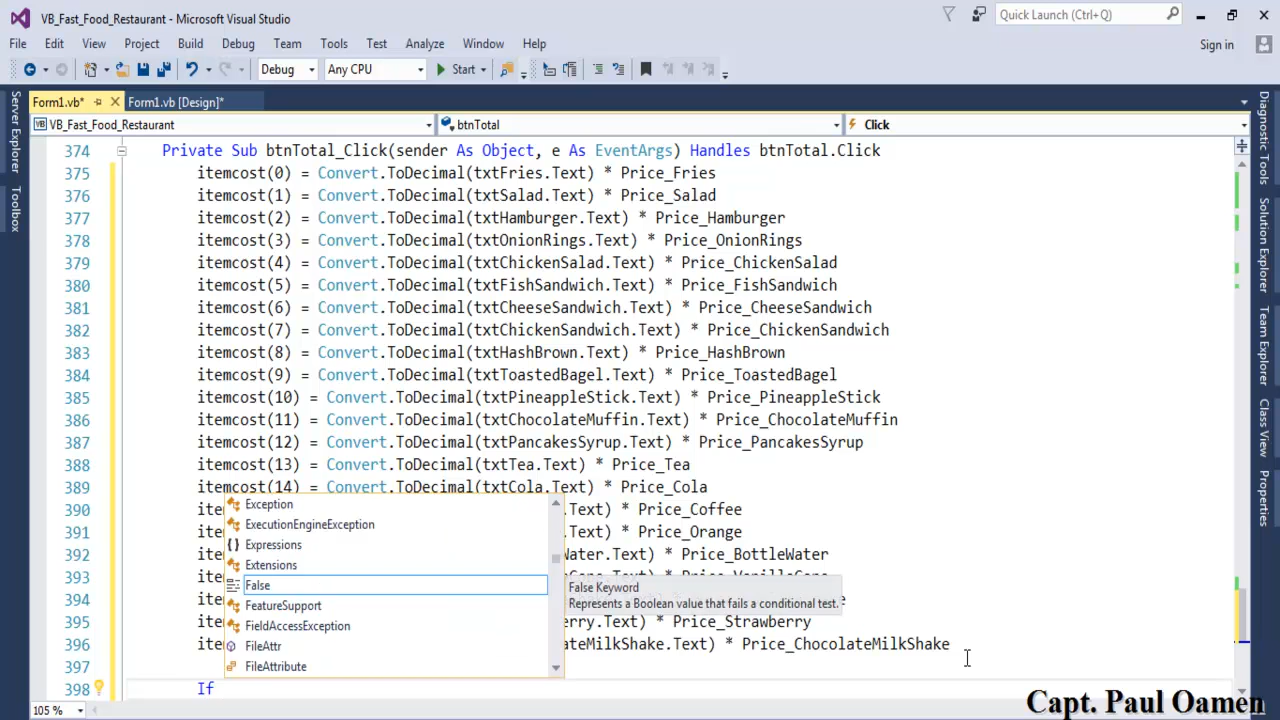 VB_Fast_Food_Restaurant - Microsoft Visual Studio
Quick Launch (Ctrl+Q)
File Edit View Project Build Debug Team Tools Test Analyze Window Help
Sign in
Debug Any CPU Start
Form1.vb* Form1.vb [Design]*
VB_Fast_Food_Restaurant btnTotal Click
Server Explorer
Toolbox
374 Private Sub btnTotal_Click(sender As Object, e As EventArgs) Handles btnTotal.Click
375 itemcost(0) = Convert.ToDecimal(txtFries.Text) * Price_Fries
376 itemcost(1) = Convert.ToDecimal(txtSalad.Text) * Price_Salad
377 itemcost(2) = Convert.ToDecimal(txtHamburger.Text) * Price_Hamburger
378 itemcost(3) = Convert.ToDecimal(txtOnionRings.Text) * Price_OnionRings
379 itemcost(4) = Convert.ToDecimal(txtChickenSalad.Text) * Price_ChickenSalad
380 itemcost(5) = Convert.ToDecimal(txtFishSandwich.Text) * Price_FishSandwich
381 itemcost(6) = Convert.ToDecimal(txtCheeseSandwich.Text) * Price_CheeseSandwich
382 itemcost(7) = Convert.ToDecimal(txtChickenSandwich.Text) * Price_ChickenSandwich
383 itemcost(8) = Convert.ToDecimal(txtHashBrown.Text) * Price_HashBrown
384 itemcost(9) = Convert.ToDecimal(txtToastedBagel.Text) * Price_ToastedBagel
385 itemcost(10) = Convert.ToDecimal(txtPineappleStick.Text) * Price_PineappleStick
386 itemcost(11) = Convert.ToDecimal(txtChocolateMuffin.Text) * Price_ChocolateMuffin
387 itemcost(12) = Convert.ToDecimal(txtPancakesSyrup.Text) * Price_PancakesSyrup
388 itemcost(13) = Convert.ToDecimal(txtTea.Text) * Price_Tea
389 itemcost(14) = Convert.ToDecimal(txtCola.Text) * Price_Cola
390 .Text) * Price_Coffee
391 .Text) * Price_Orange
392 Water.Text) * Price_BottleWater
393
394
395 erry.Text) * Price_Strawberry
396 ateMilkShake.Text) * Price_ChocolateMilkShake
397
398 If
Exception
ExecutionEngineException
Expressions
Extensions
False
FeatureSupport
FieldAccessException
FileAttr
FileAttribute
False Keyword
Represents a Boolean value that fails a conditional test.
Diagnostic Tools
Solution Explorer
Team Explorer
Class View
Properties
105 %
Capt. Paul Oamen